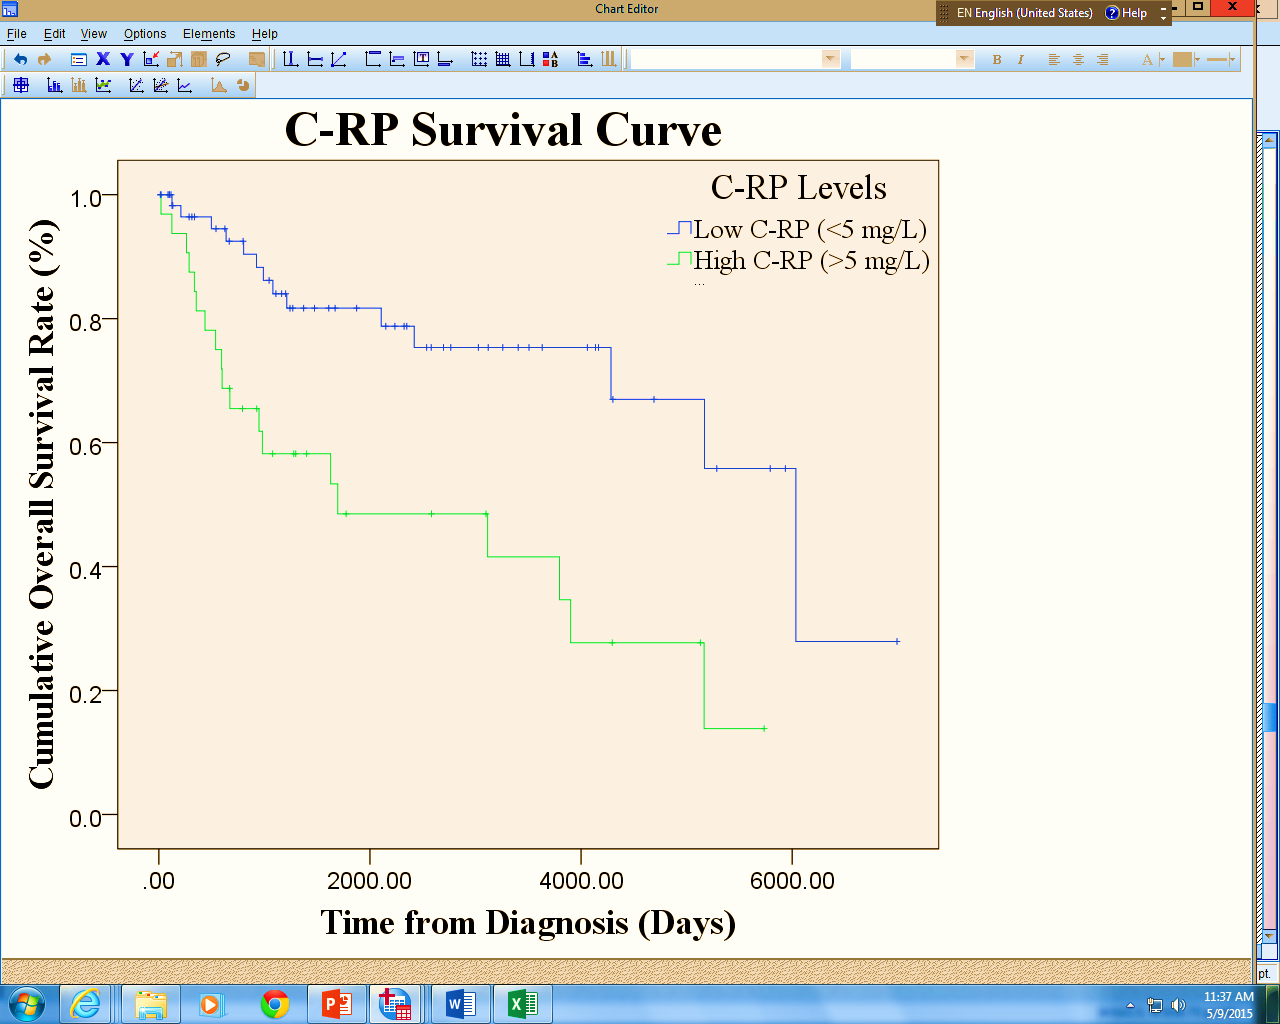 Chart Editor
EN English (United States) Help
File Edit View Options Elements Help
C-RP Survival Curve
C-RP Levels
Low C-RP (<5 mg/L)
High C-RP (>5 mg/L)
...
Cumulative Overall Survival Rate (%)
1.0
0.8
0.6
0.4
0.2
0.0
.00 2000.00 4000.00 6000.00
Time from Diagnosis (Days)
pt.
11:37 AM
5/9/2015